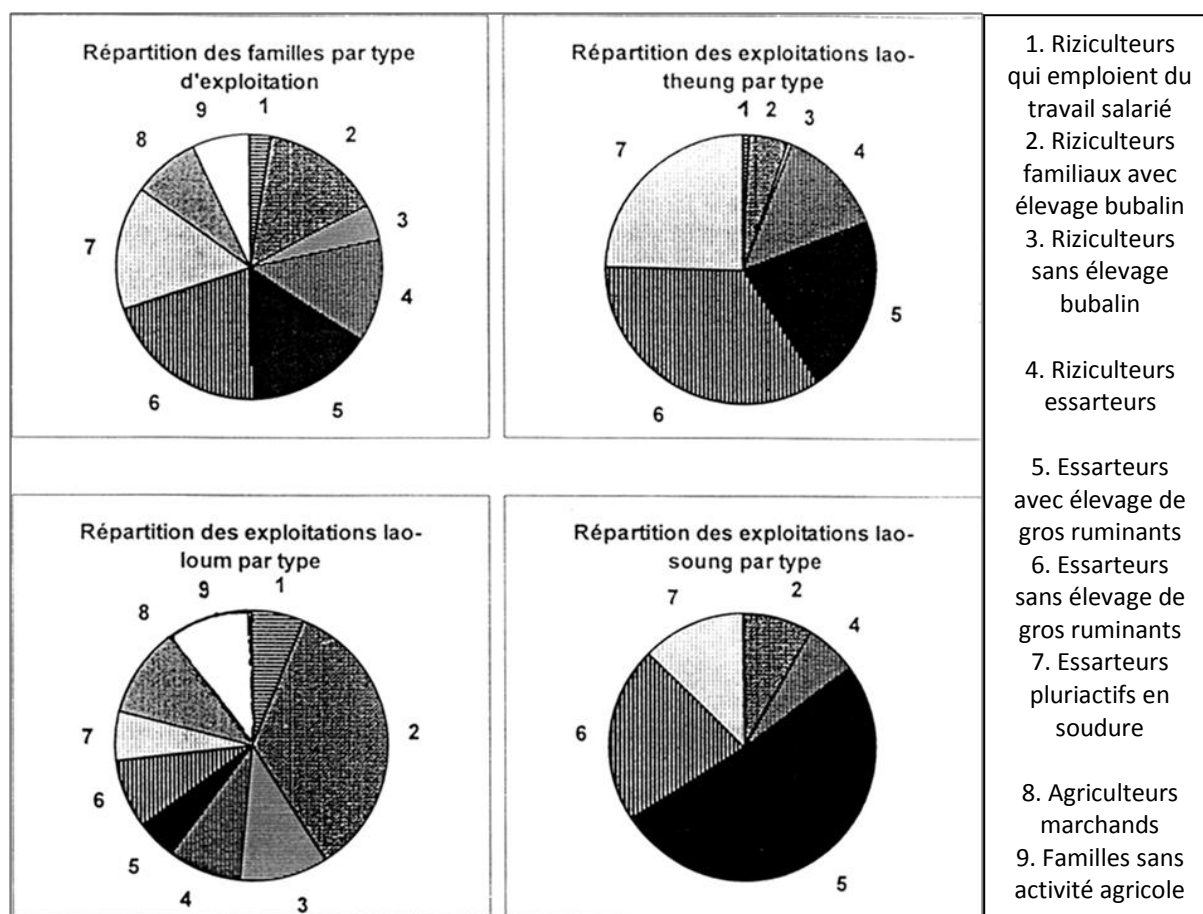 Répartition des familles par type
d'exploitation
9
1
8
2
3
7
4
6
5
Répartition des exploitations lao-
theung par type
1
2
3
7
4
5
6
Répartition des exploitations lao-
loum par type
9
1
8
2
7
6
5
4
3
Répartition des exploitations lao-
soung par type
7
2
4
6
5
1. Riziculteurs
qui emploient du
travail salarié
2. Riziculteurs
familiaux avec
élevage bubalin
3. Riziculteurs
sans élevage
bubalin
4. Riziculteurs
essarteurs
5. Essarteurs
avec élevage de
gros ruminants
6. Essarteurs
sans élevage de
gros ruminants
7. Essarteurs
pluriactifs en
soudure
8. Agriculteurs
marchands
9. Familles sans
activité agricole